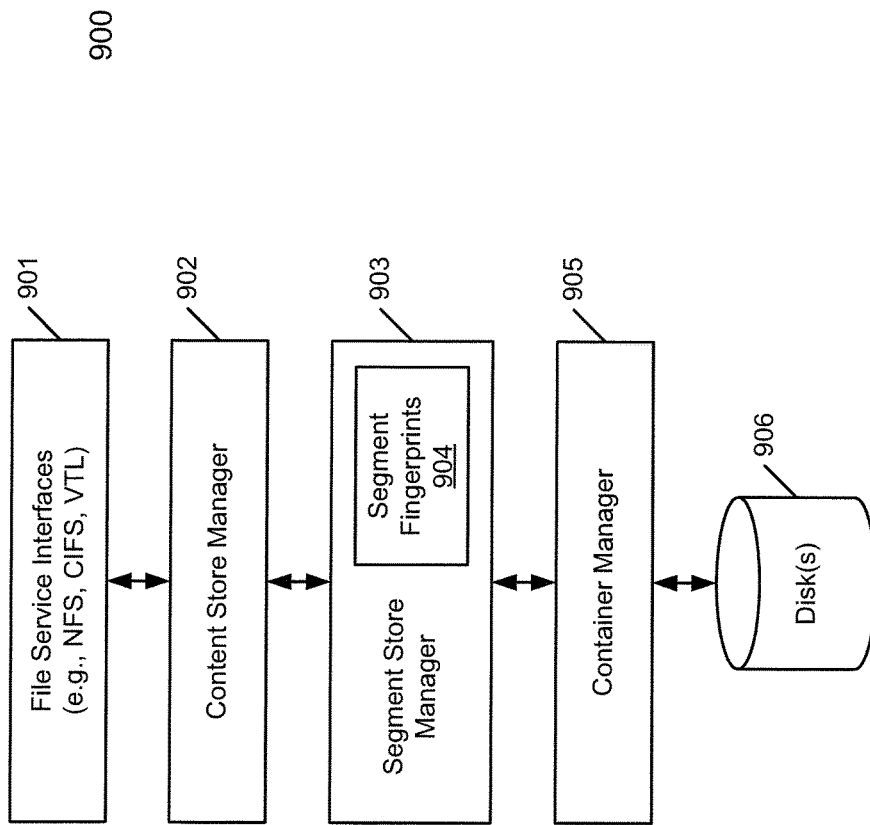 900
901
File Service Interfaces
(e.g., NFS, CIFS, VTL)
902
Content Store Manager
903
Segment Store
Manager
Segment
Fingerprints
904
905
Container Manager
906
Disk(s)